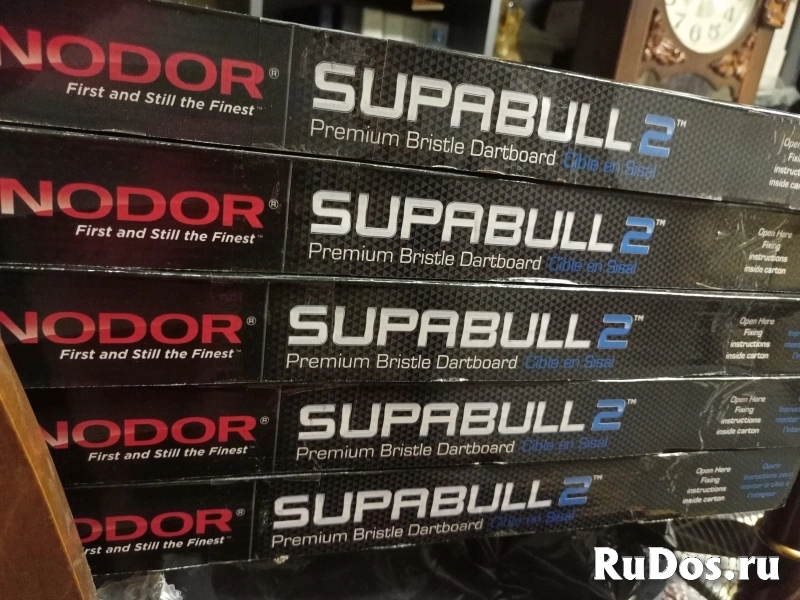 NODOR®
First and Still the Finest™
SUPABULL 2™
Premium Bristle Dartboard Cible en Sisal
Open
Fixing
instruct
inside car
NODOR®
First and Still the Finest™
SUPABULL 2™
Premium Bristle Dartboard Cible en Sisal
Open Here
Fixing
instructions
inside carton
NODOR®
First and Still the Finest™
SUPABULL 2™
Premium Bristle Dartboard Cible en Sisal
Open Here
Fixing
instructions
inside carton
NODOR®
First and Still the Finest™
SUPABULL 2™
Premium Bristle Dartboard Cible en Sisal
Open Here
Fixing
instructions
inside carton
NODOR®
First and Still the Finest™
SUPABULL 2™
Premium Bristle Dartboard Cible en Sisal
Open Here
Fixing
instructions
inside carton
RuDos.ru